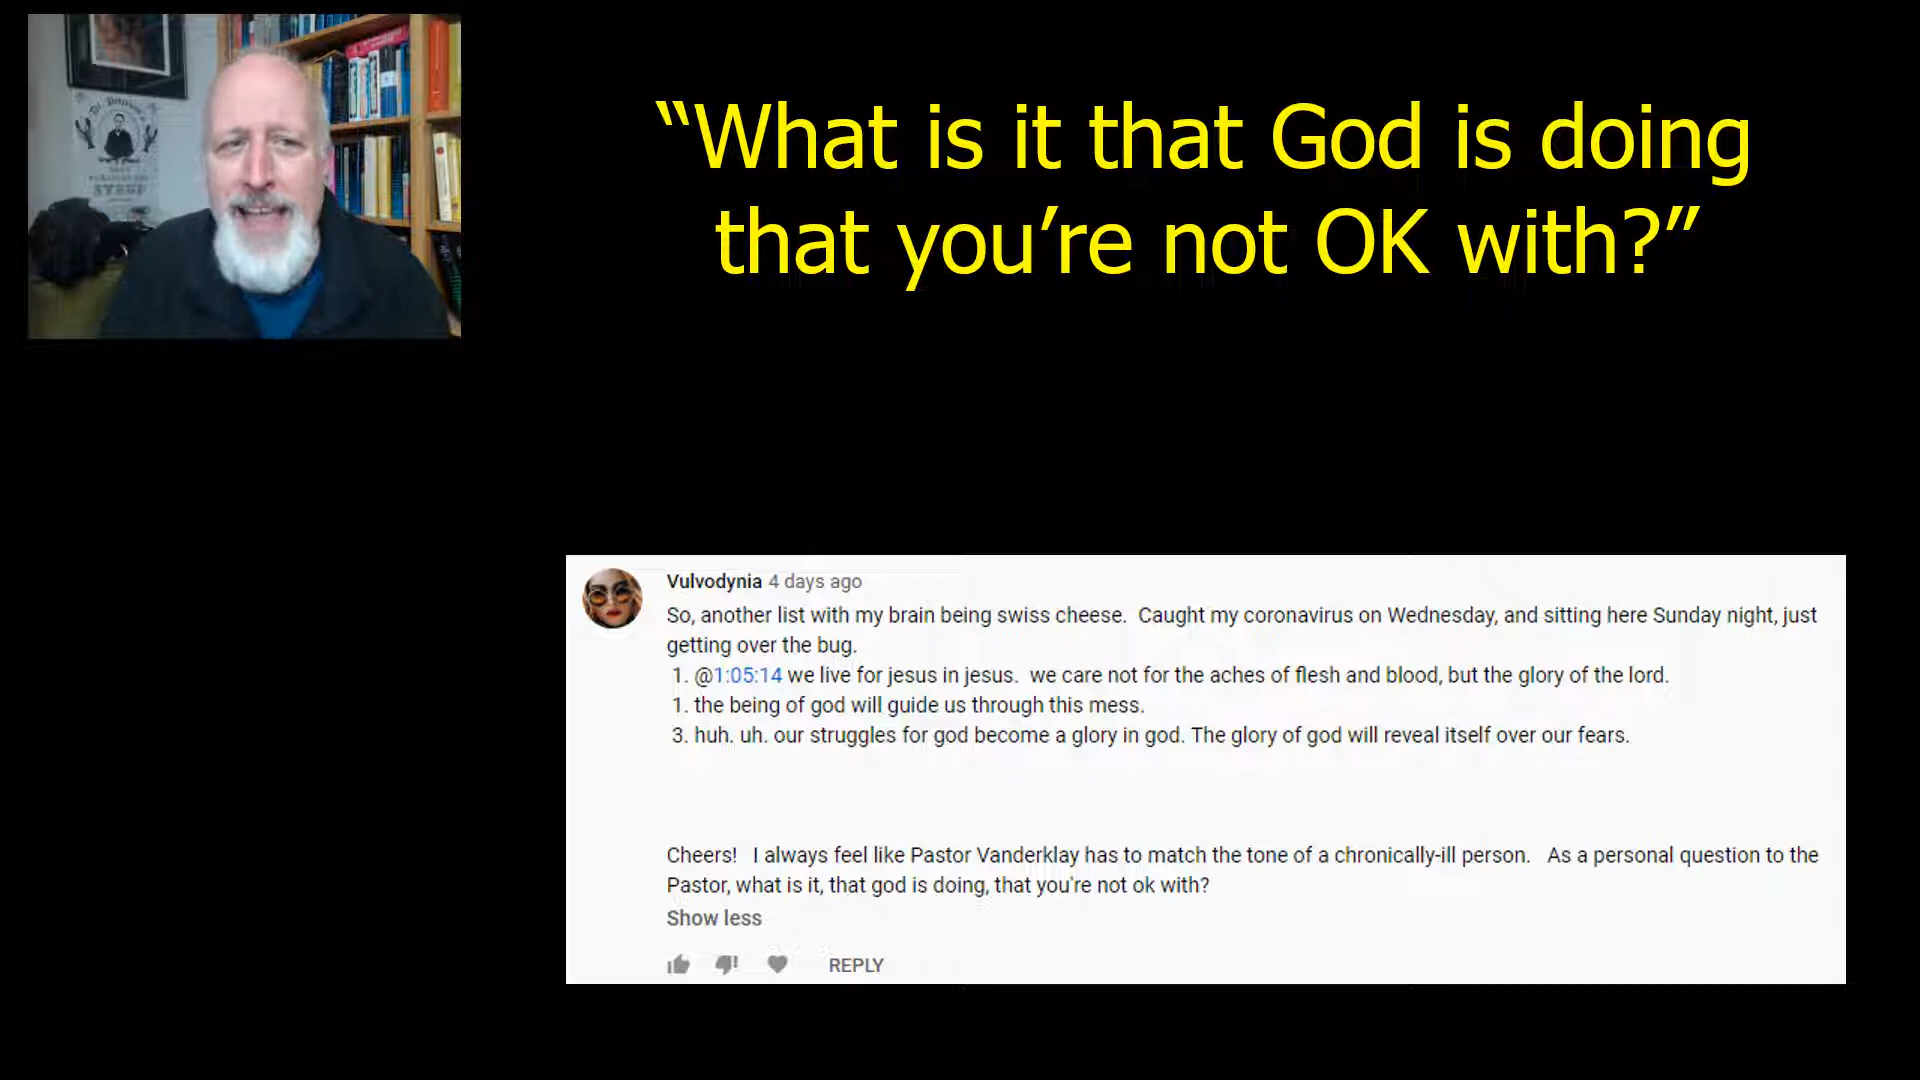 “What is it that God is doing
that you’re not OK with?”
SYRUP
Vulvodynia 4 days ago
So, another list with my brain being swiss cheese.  Caught my coronavirus on Wednesday, and sitting here Sunday night, just
getting over the bug.
1. @1:05:14 we live for jesus in jesus.  we care not for the aches of flesh and blood, but the glory of the lord.
1. the being of god will guide us through this mess.
3. huh. uh. our struggles for god become a glory in god. The glory of god will reveal itself over our fears.
Cheers!   I always feel like Pastor Vanderklay has to match the tone of a chronically-ill person.   As a personal question to the
Pastor, what is it, that god is doing, that you're not ok with?
Show less
REPLY